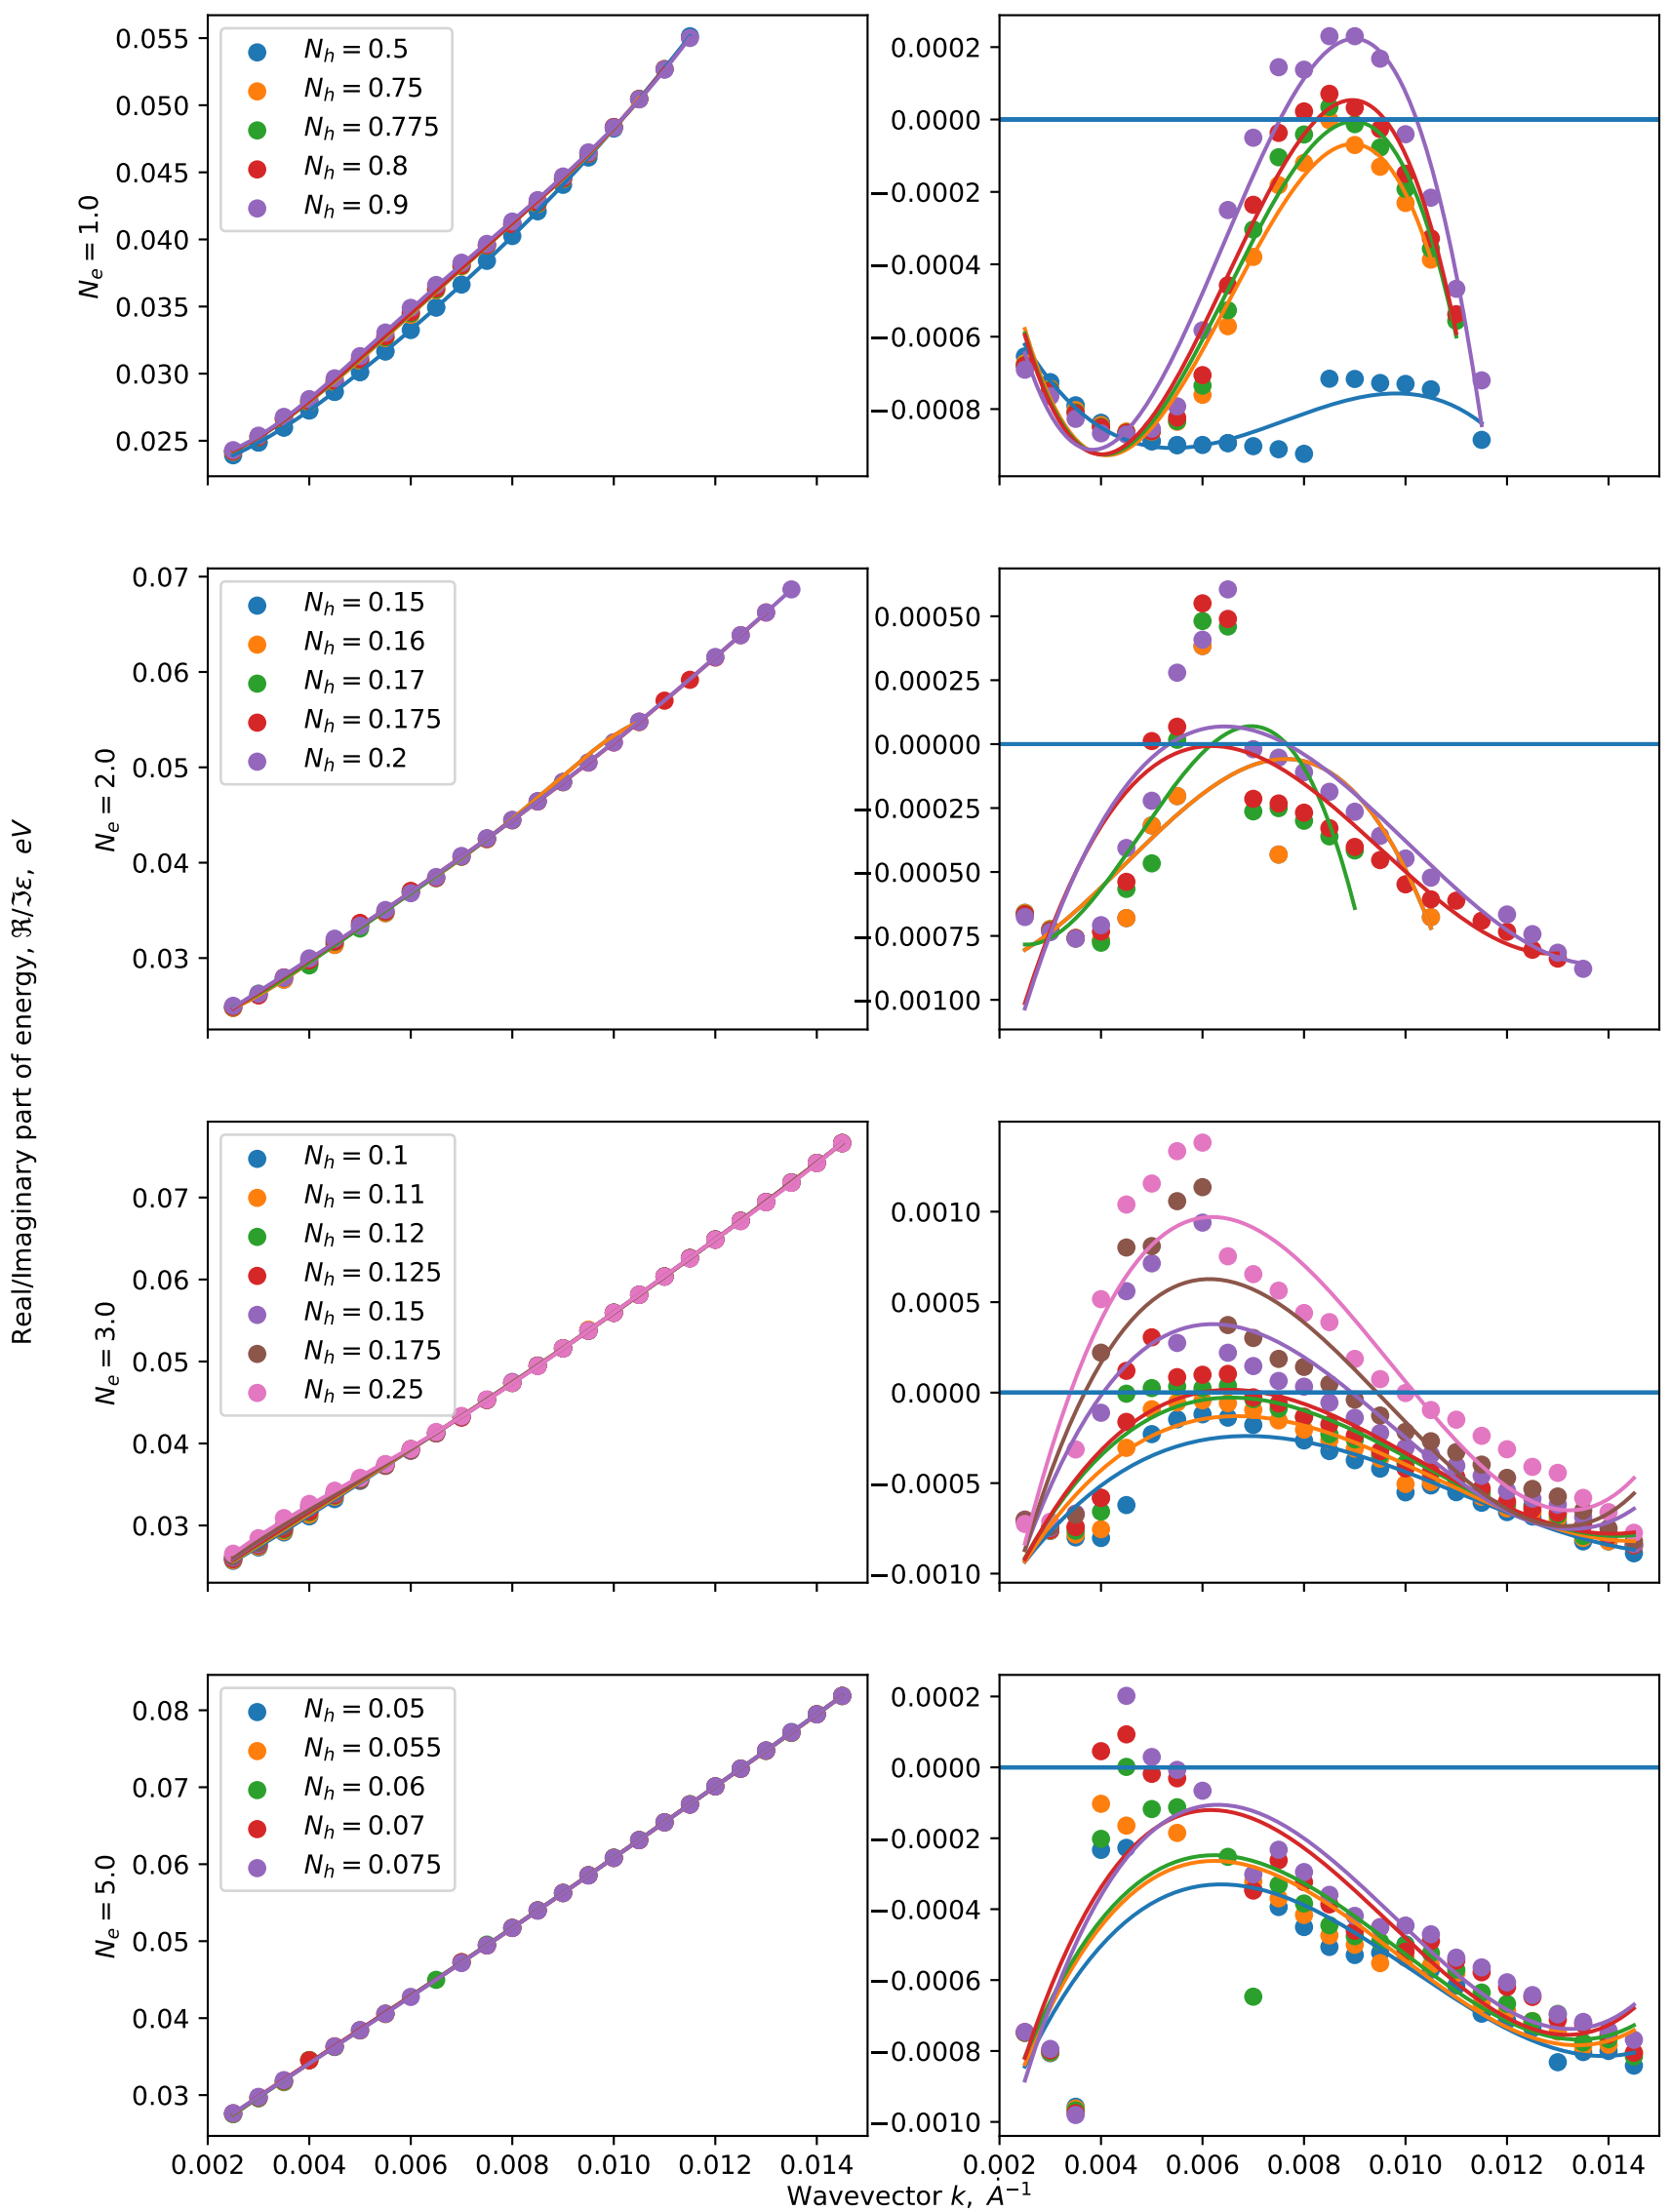 0.055
0.050
0.045
0.040
0.035
0.030
0.025
N_e = 1.0
N_h = 0.5
N_h = 0.75
N_h = 0.775
N_h = 0.8
N_h = 0.9
0.0002
0.0000
−0.0002
−0.0004
−0.0006
−0.0008
0.07
0.06
0.05
0.04
0.03
N_e = 2.0
N_h = 0.15
N_h = 0.16
N_h = 0.17
N_h = 0.175
N_h = 0.2
0.00050
0.00025
0.00000
−0.00025
−0.00050
−0.00075
−0.00100
Real/Imaginary part of energy, ℜ/ℑε, eV
0.07
0.06
0.05
0.04
0.03
N_e = 3.0
N_h = 0.1
N_h = 0.11
N_h = 0.12
N_h = 0.125
N_h = 0.15
N_h = 0.175
N_h = 0.25
0.0010
0.0005
0.0000
−0.0005
−0.0010
0.08
0.07
0.06
0.05
0.04
0.03
N_e = 5.0
N_h = 0.05
N_h = 0.055
N_h = 0.06
N_h = 0.07
N_h = 0.075
0.0002
0.0000
−0.0002
−0.0004
−0.0006
−0.0008
−0.0010
0.002 0.004 0.006 0.008 0.010 0.012 0.014
0.002 0.004 0.006 0.008 0.010 0.012 0.014
Wavevector k, Ȧ⁻¹